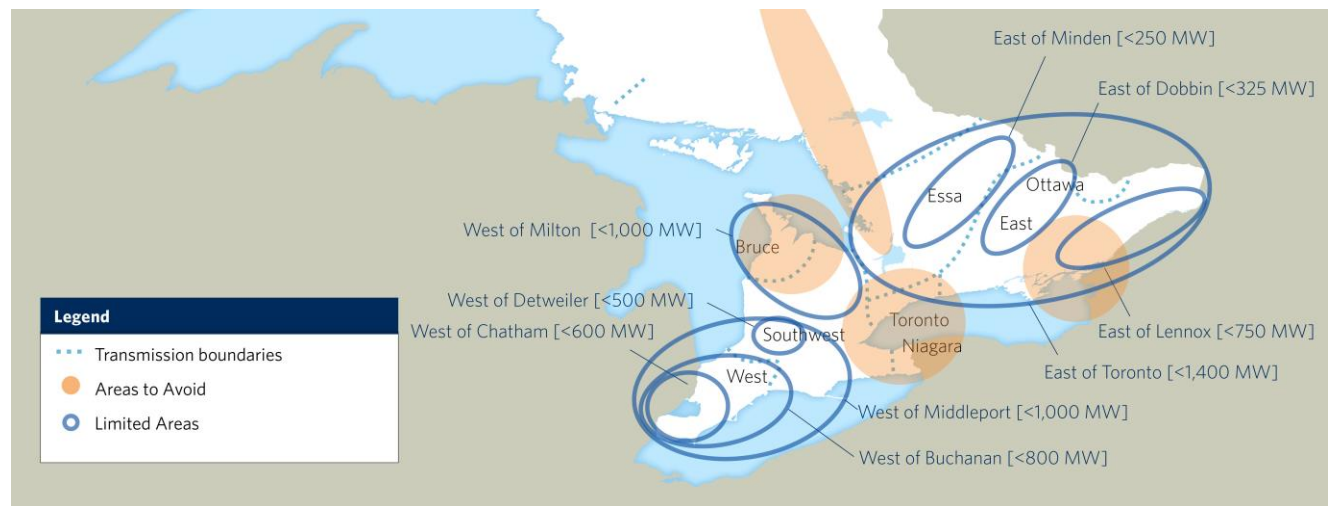 East of Minden [<250 MW]
East of Dobbin [<325 MW]
Essa
Ottawa
East
West of Milton [<1,000 MW]
Bruce
West of Detweiler [<500 MW]
West of Chatham [<600 MW]
Southwest
Toronto
Niagara
East of Lennox [<750 MW]
East of Toronto [<1,400 MW]
West
West of Middleport [<1,000 MW]
West of Buchanan [<800 MW]
Legend
Transmission boundaries
Areas to Avoid
Limited Areas